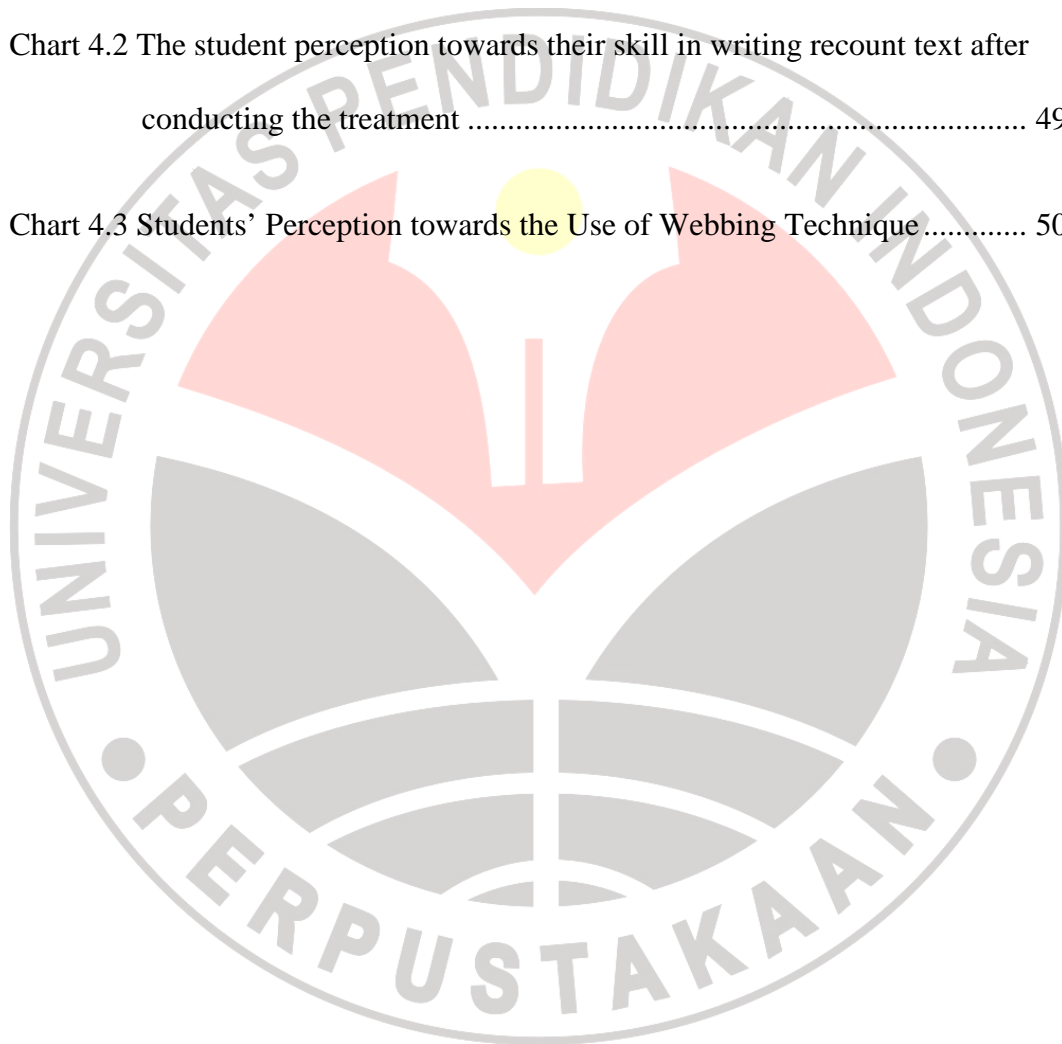 Chart 4.2 The student perception towards their skill in writing recount text after
conducting the treatment ...................................................................... 49
Chart 4.3 Students’ Perception towards the Use of Webbing Technique ............. 50
UNIVERSITAS PENDIDIKAN INDONESIA
PERPUSTAKAAN